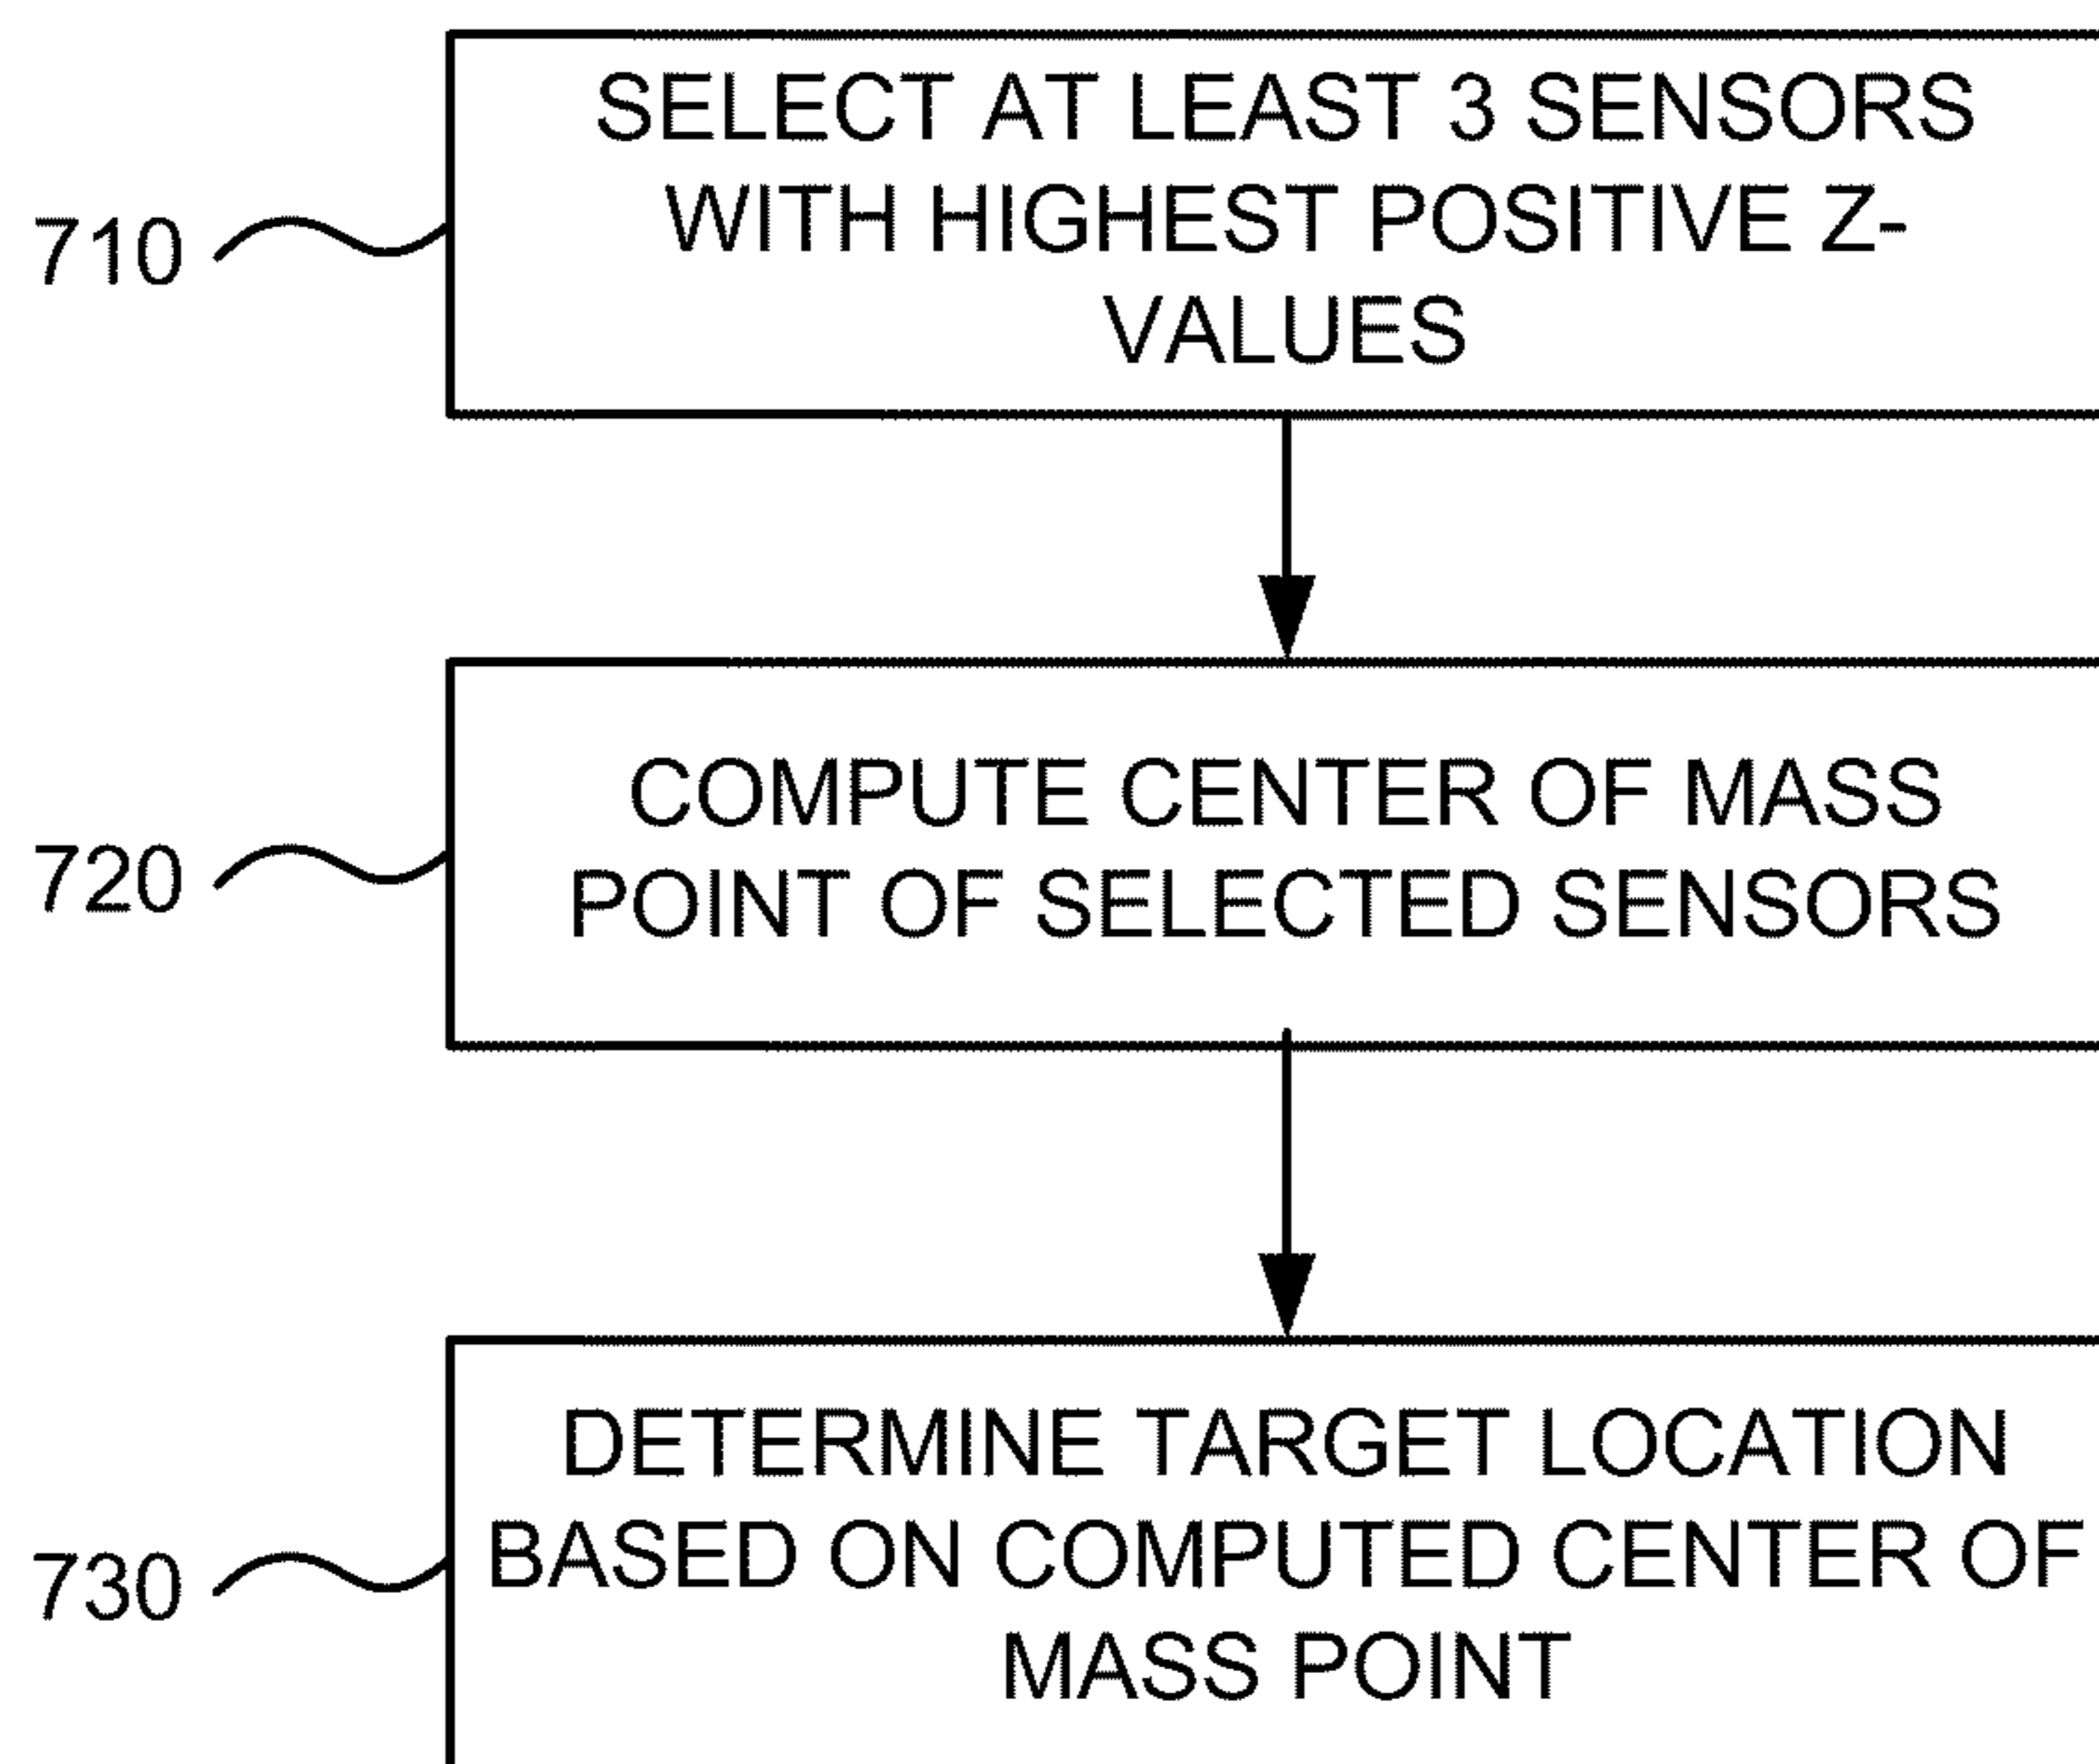 SELECT AT LEAST 3 SENSORS
WITH HIGHEST POSITIVE Z-
VALUES
710
COMPUTE CENTER OF MASS
POINT OF SELECTED SENSORS
720
DETERMINE TARGET LOCATION
BASED ON COMPUTED CENTER OF
MASS POINT
730